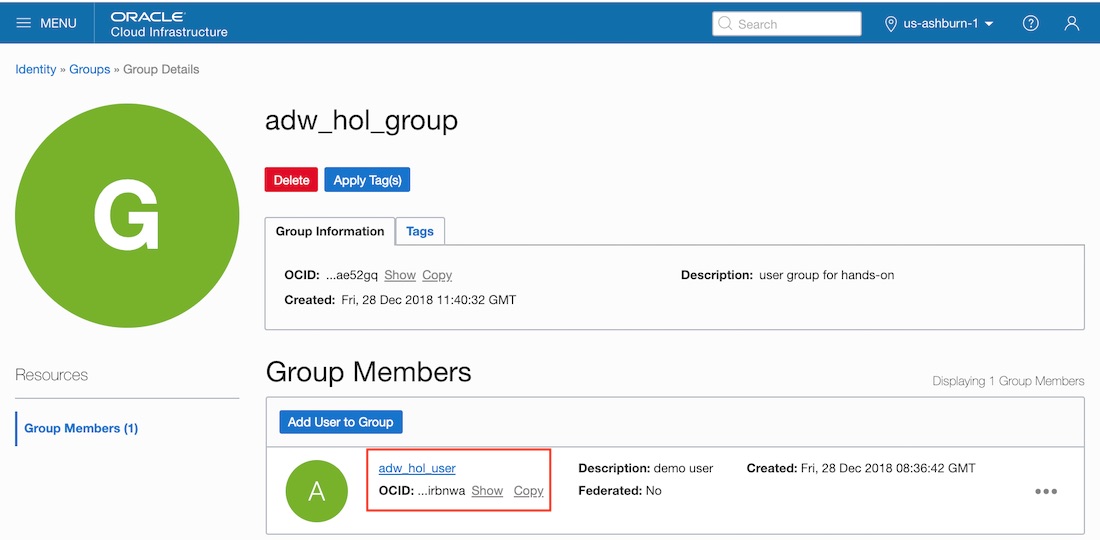 MENU
ORACLE
Cloud Infrastructure
Search
us-ashburn-1
?
Identity » Groups » Group Details
G
adw_hol_group
Delete
Apply Tag(s)
Group Information
Tags
OCID: ...ae52gq Show Copy
Description: user group for hands-on
Created: Fri, 28 Dec 2018 11:40:32 GMT
Resources
Group Members (1)
Group Members
Displaying 1 Group Members
Add User to Group
A
adw_hol_user
OCID: ...irbnwa Show Copy
Description: demo user
Federated: No
Created: Fri, 28 Dec 2018 08:36:42 GMT